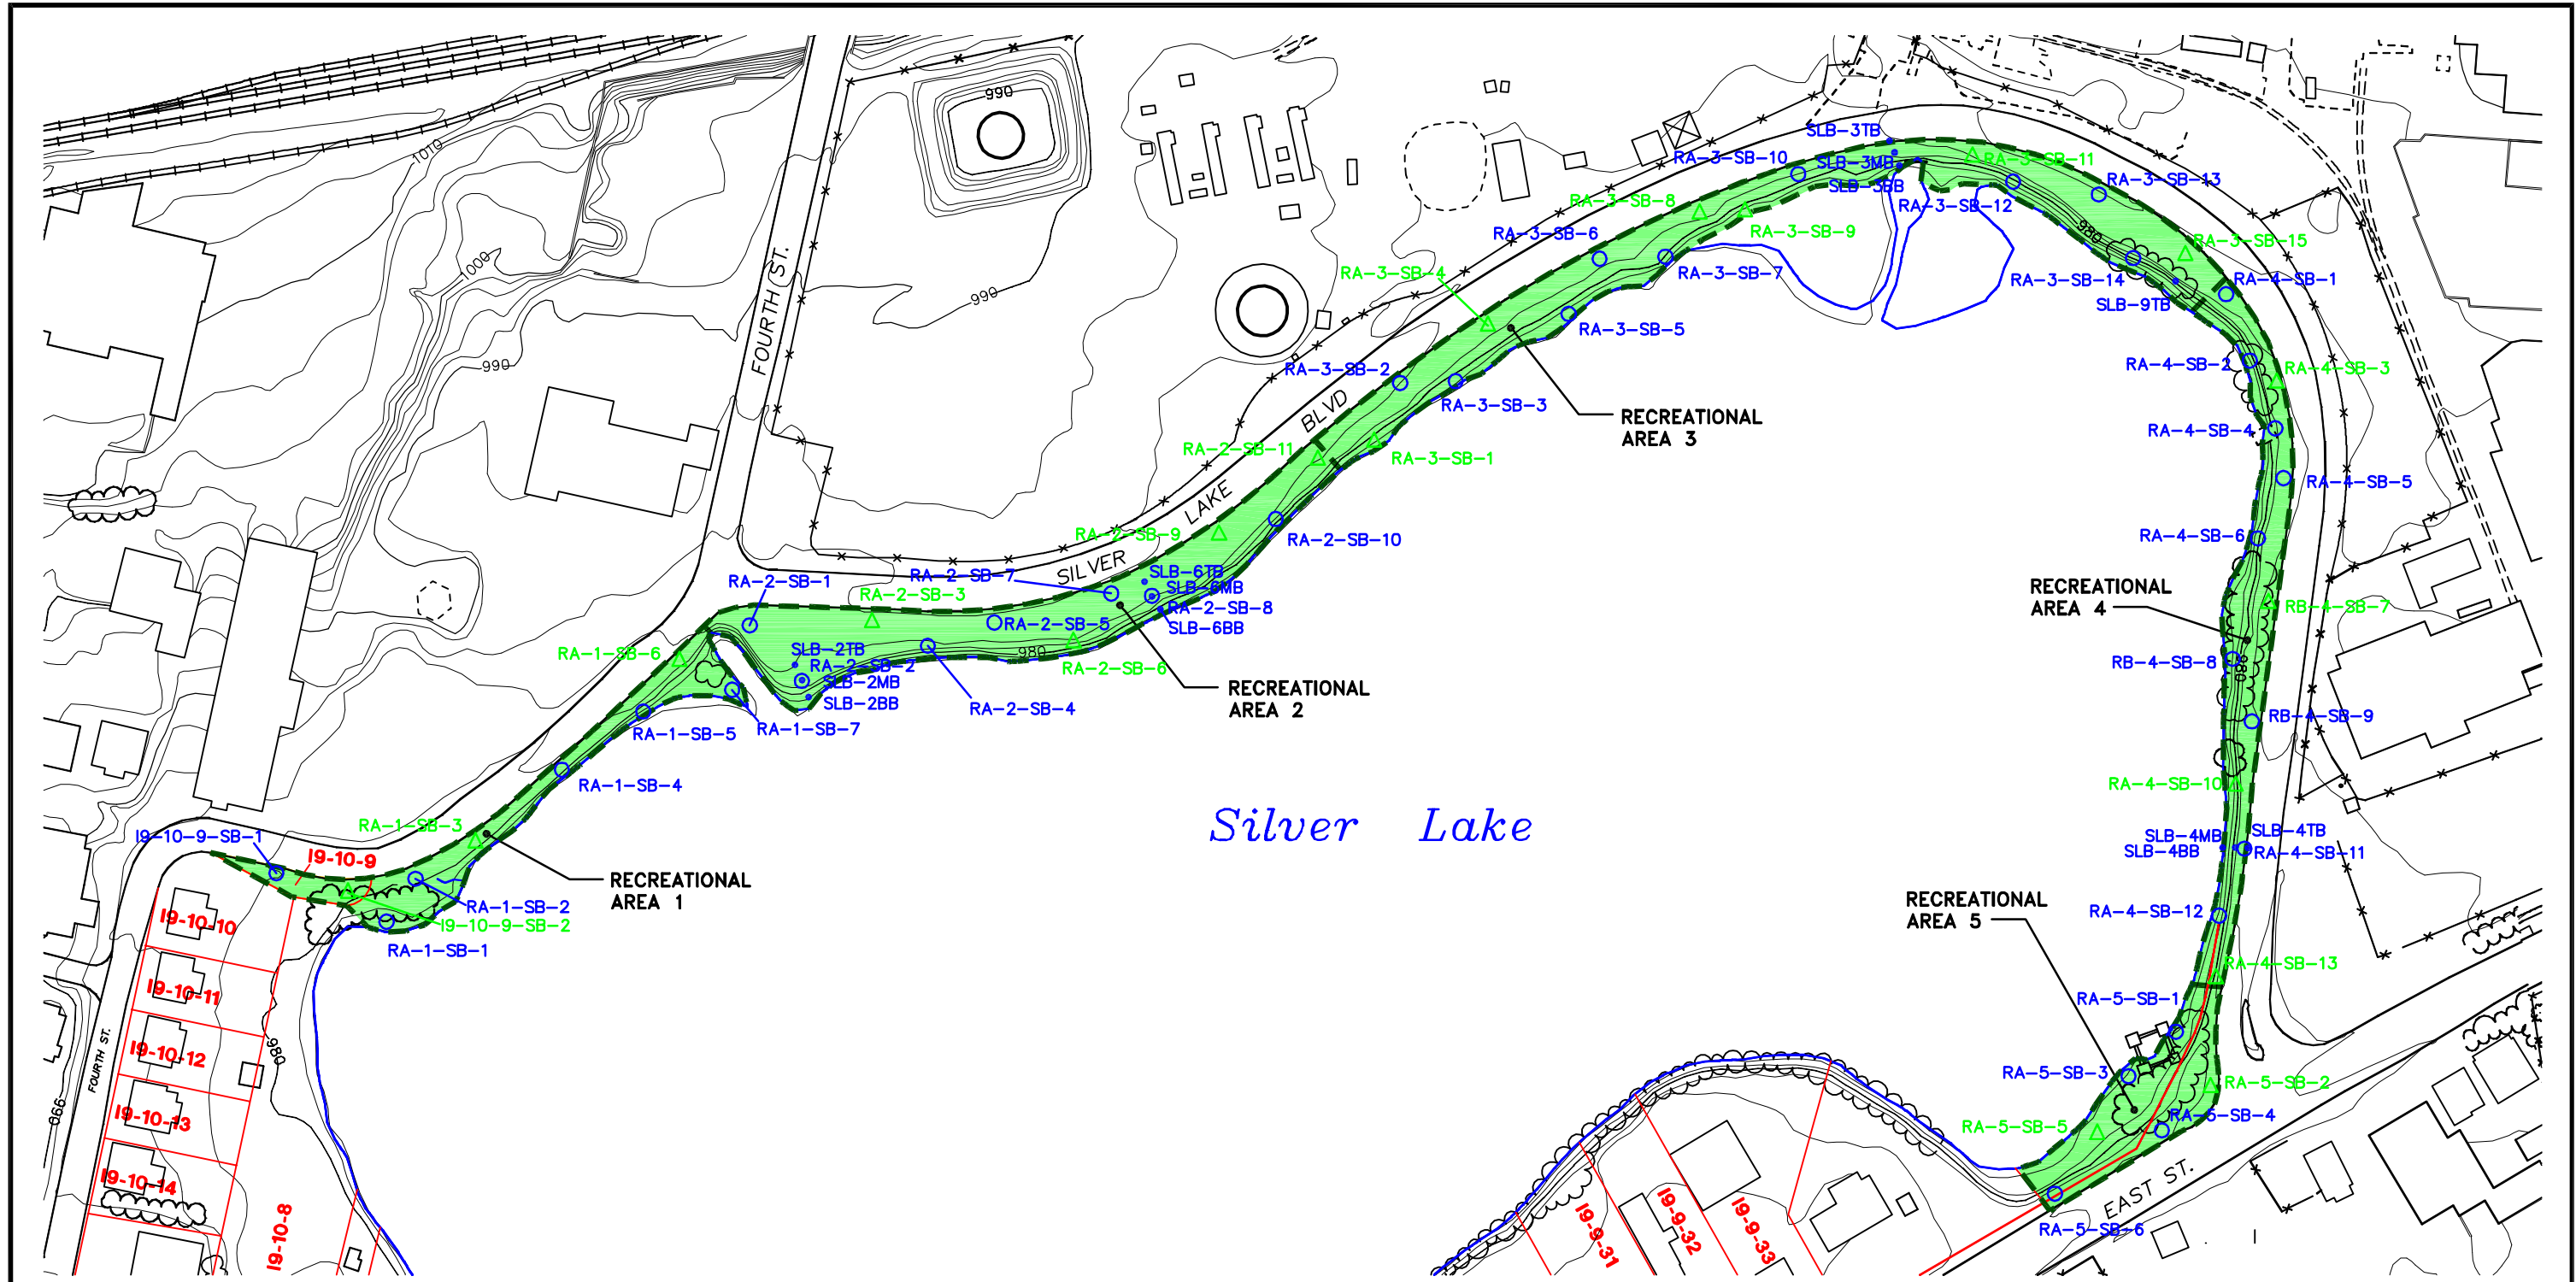 990
1010
SLB-3TB
RA-3-SB-10
SLB-3MB
RA-3-SB-11
SLB-3BB
RA-3-SB-13
RA-3-SB-8
RA-3-SB-12
RA-3-SB-6
RA-3-SB-9
980
RA-3-SB-15
1000
RA-3-SB-4
RA-3-SB-7
RA-3-SB-14
RA-4-SB-1
990
SLB-9TB
FOURTH ST.
RA-3-SB-5
990
RA-3-SB-2
RA-4-SB-2
RA-4-SB-3
RA-3-SB-3
BLVD
RECREATIONAL
AREA 3
RA-4-SB-4
RA-2-SB-11
RA-3-SB-1
RA-4-SB-5
LAKE
RA-2-SB-9
RA-2-SB-10
RA-4-SB-6
SILVER
RA-2-SB-7
RA-2-SB-1
SLB-6TB
SLB-6MB
RA-2-SB-3
RA-2-SB-8
RECREATIONAL
AREA 4
RB-4-SB-7
RA-2-SB-5
SLB-6BB
RA-1-SB-6
SLB-2TB
980
RA-2-SB-2
RA-2-SB-6
RB-4-SB-8
980
SLB-2MB
RECREATIONAL
AREA 2
SLB-2BB
RA-2-SB-4
RB-4-SB-9
RA-1-SB-5
RA-1-SB-7
RA-1-SB-4
RA-4-SB-10
Silver Lake
RA-1-SB-3
I9-10-9-SB-1
SLB-4MB
SLB-4TB
SLB-4BB
RA-4-SB-11
I9-10-9
RECREATIONAL
AREA 1
RECREATIONAL
AREA 5
RA-1-SB-2
RA-4-SB-12
I9-10-10
I9-10-9-SB-2
RA-1-SB-1
RA-4-SB-13
I9-10-11
RA-5-SB-1
FOURTH ST.
I9-10-12
980
RA-5-SB-3
RA-5-SB-2
990
I9-10-13
RA-5-SB-4
RA-5-SB-5
I9-10-14
EAST ST.
I9-10-8
I9-9-31
I9-9-32
I9-9-33
RA-5-SB-6